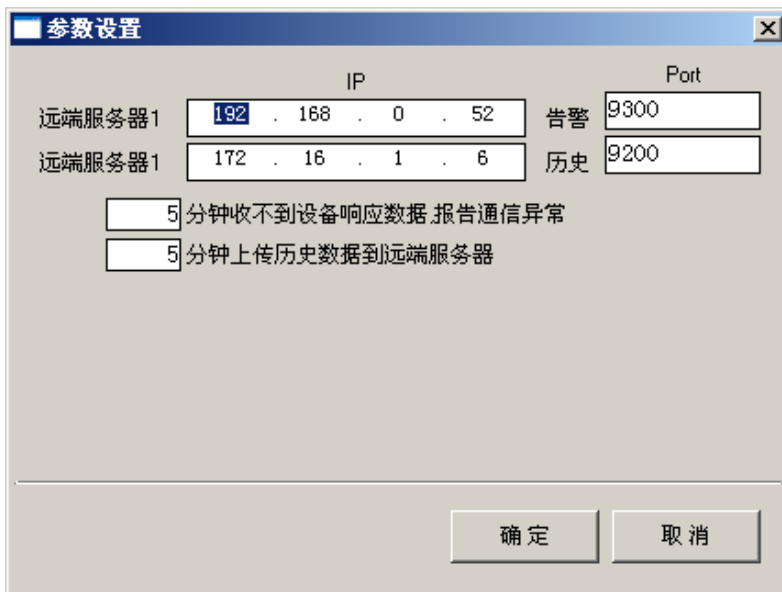 参数设置
IP Port
远端服务器1 192 . 168 . 0 . 52 告警 9300
远端服务器1 172 . 16 . 1 . 6 历史 9200
5 分钟收不到设备响应数据,报告通信异常
5 分钟上传历史数据到远端服务器
确定 取消